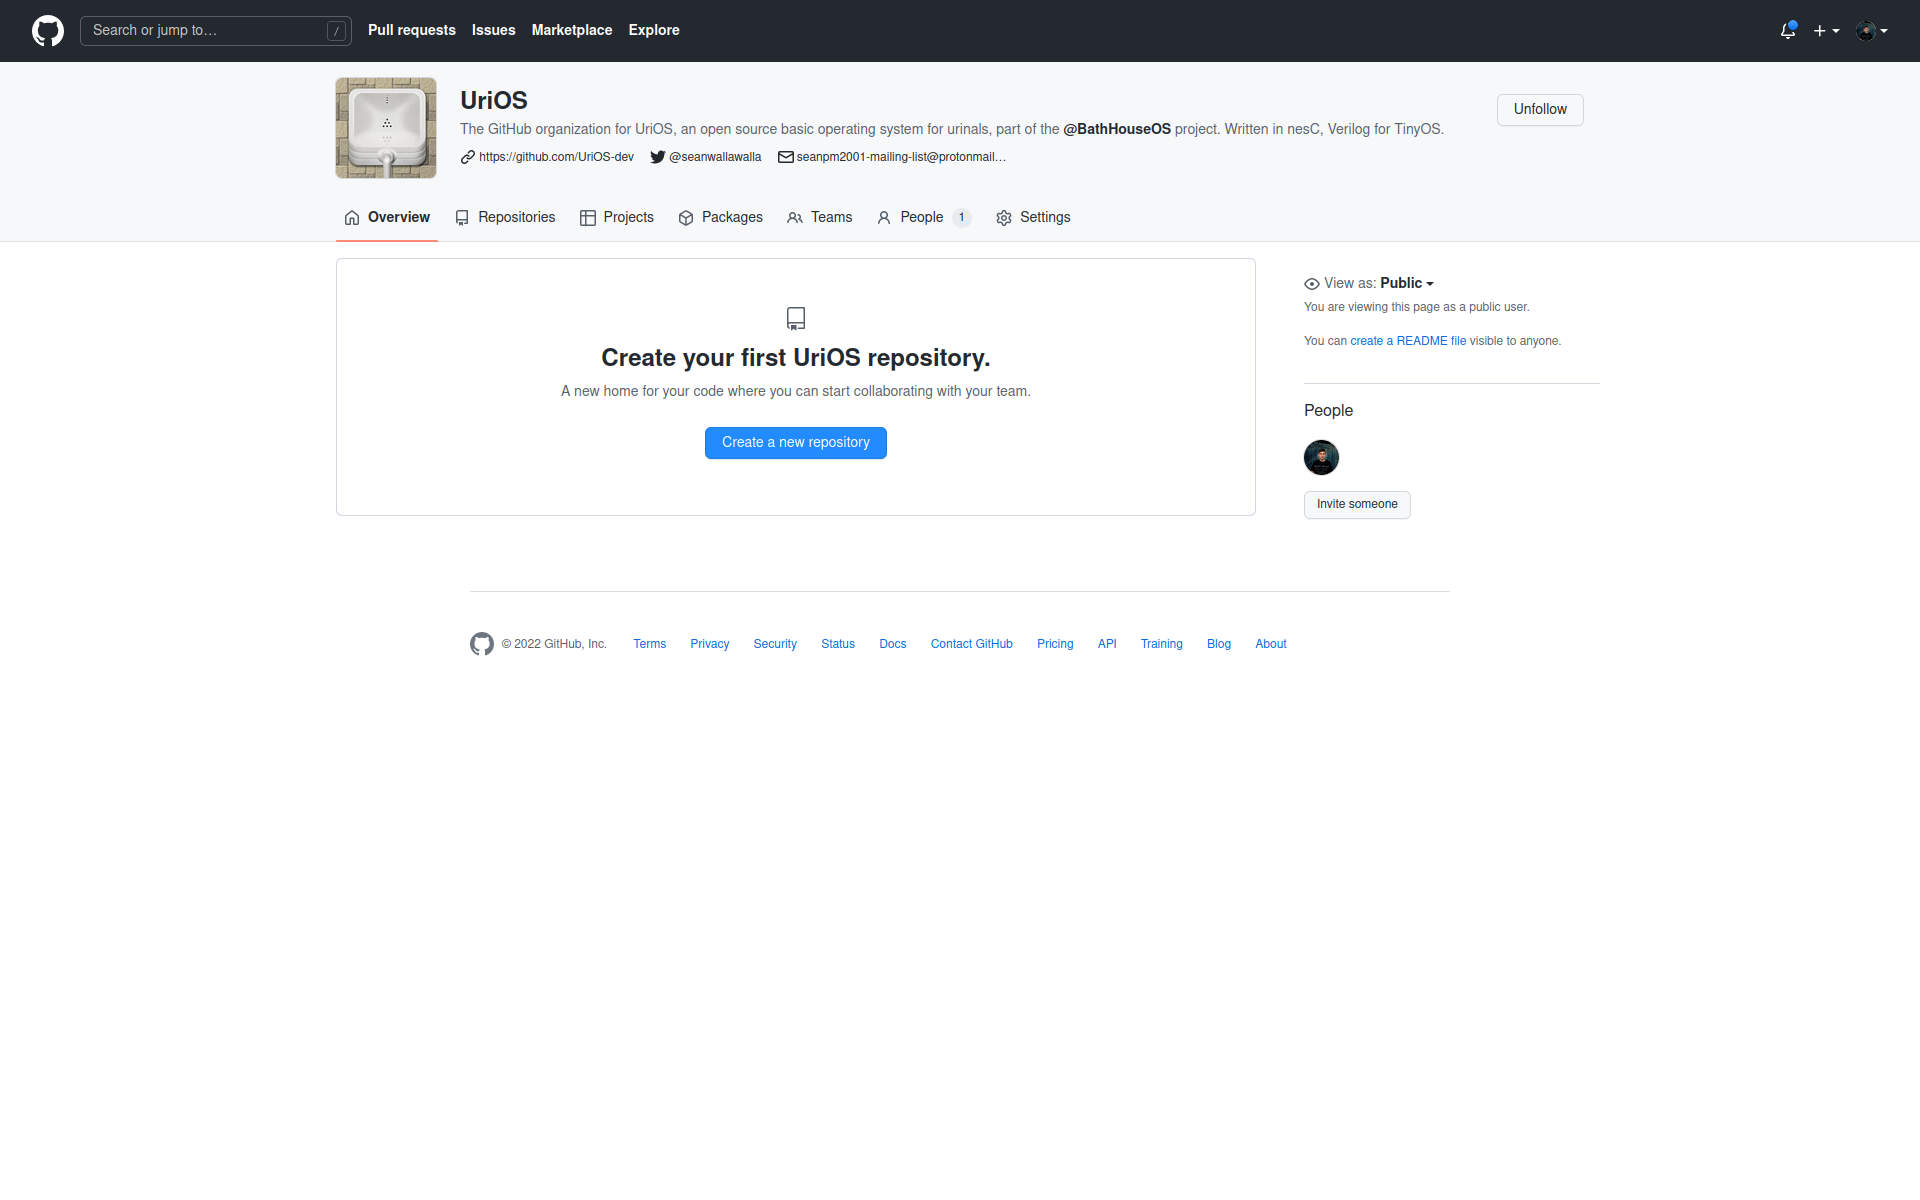 Search or jump to…
/
Pull requests
Issues
Marketplace
Explore
UriOS
The GitHub organization for UriOS, an open source basic operating system for urinals, part of the @BathHouseOS project. Written in nesC, Verilog for TinyOS.
https://github.com/UriOS-dev
@seanwallawalla
seanpm2001-mailing-list@protonmail…
Unfollow
Overview
Repositories
Projects
Packages
Teams
People 1
Settings
Create your first UriOS repository.
A new home for your code where you can start collaborating with your team.
Create a new repository
View as: Public
You are viewing this page as a public user.
You can create a README file visible to anyone.
People
Invite someone
© 2022 GitHub, Inc.
Terms
Privacy
Security
Status
Docs
Contact GitHub
Pricing
API
Training
Blog
About